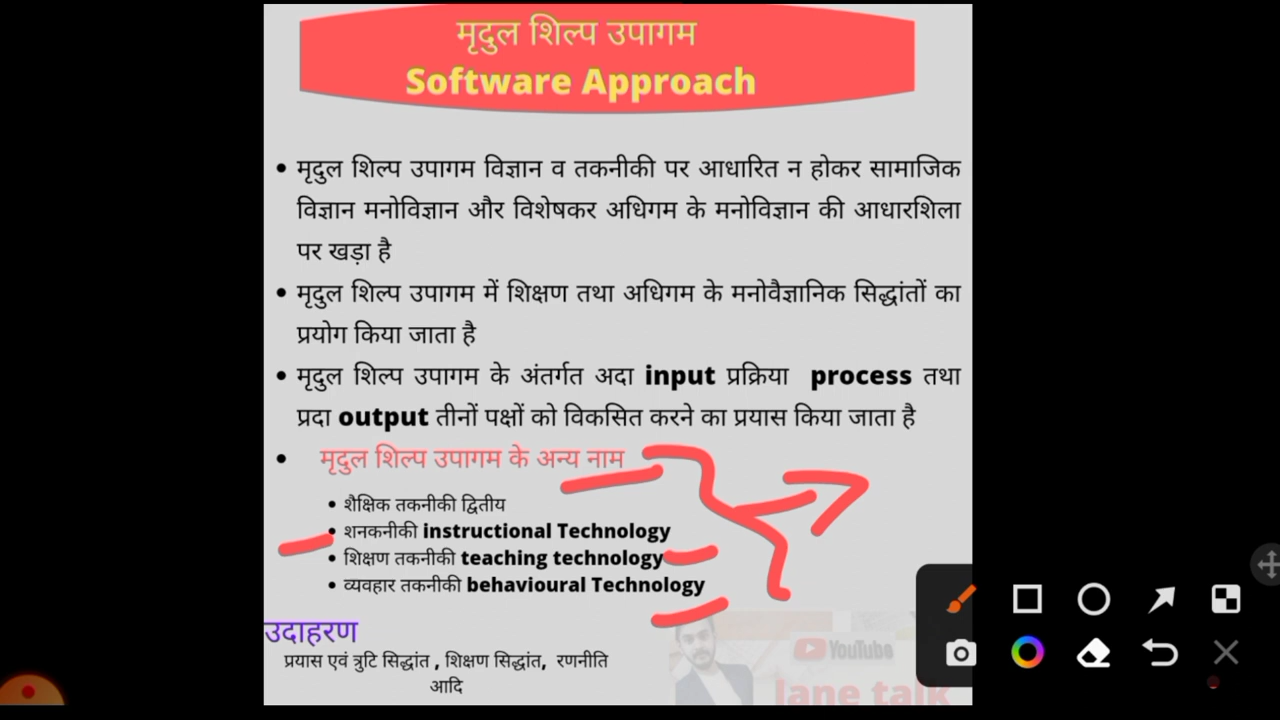 मृदुल शिल्प उपागम
Software Approach
• मृदुल शिल्प उपागम विज्ञान व तकनीकी पर आधारित न होकर सामाजिक
विज्ञान मनोविज्ञान और विशेषकर अधिगम के मनोविज्ञान की आधारशिला
पर खड़ा है
• मृदुल शिल्प उपागम में शिक्षण तथा अधिगम के मनोवैज्ञानिक सिद्धांतों का
प्रयोग किया जाता है
• मृदुल शिल्प उपागम के अंतर्गत अदा input प्रक्रिया process तथा
प्रदा output तीनों पक्षों को विकसित करने का प्रयास किया जाता है
• मृदुल शिल्प उपागम के अन्य नाम
• शैक्षिक तकनीकी द्वितीय
• शनकनीकी instructional Technology
• शिक्षण तकनीकी teaching technology
• व्यवहार तकनीकी behavioural Technology
उदाहरण
प्रयास एवं त्रुटि सिद्धांत , शिक्षण सिद्धांत, रणनीति
आदि
YouTube
talk